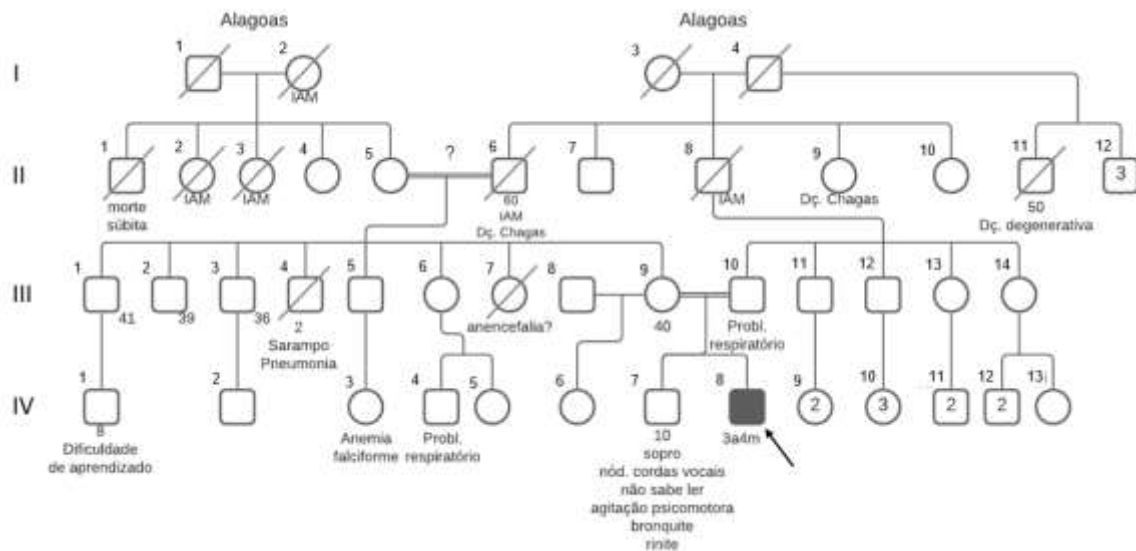 Alagoas
Alagoas
I
1
2
3
4
IAM
II
1
2
3
4
5
?
6
7
8
9
10
11
12
3
morte
súbita
IAM
IAM
60
IAM
Dç. Chagas
IAM
Dç. Chagas
50
Dç. degenerativa
III
1
2
3
4
5
6
7
8
9
10
11
12
13
14
41
39
36
2
Sarampo
Pneumonia
anencefalia?
40
Probl.
respiratório
IV
1
2
3
4
5
6
7
8
9
10
11
12
13
2
3
2
2
8
Dificuldade
de aprendizado
Anemia
falciforme
Probl.
respiratório
10
sopro
nód. cordas vocais
não sabe ler
agitação psicomotora
bronquite
rinite
3a4m